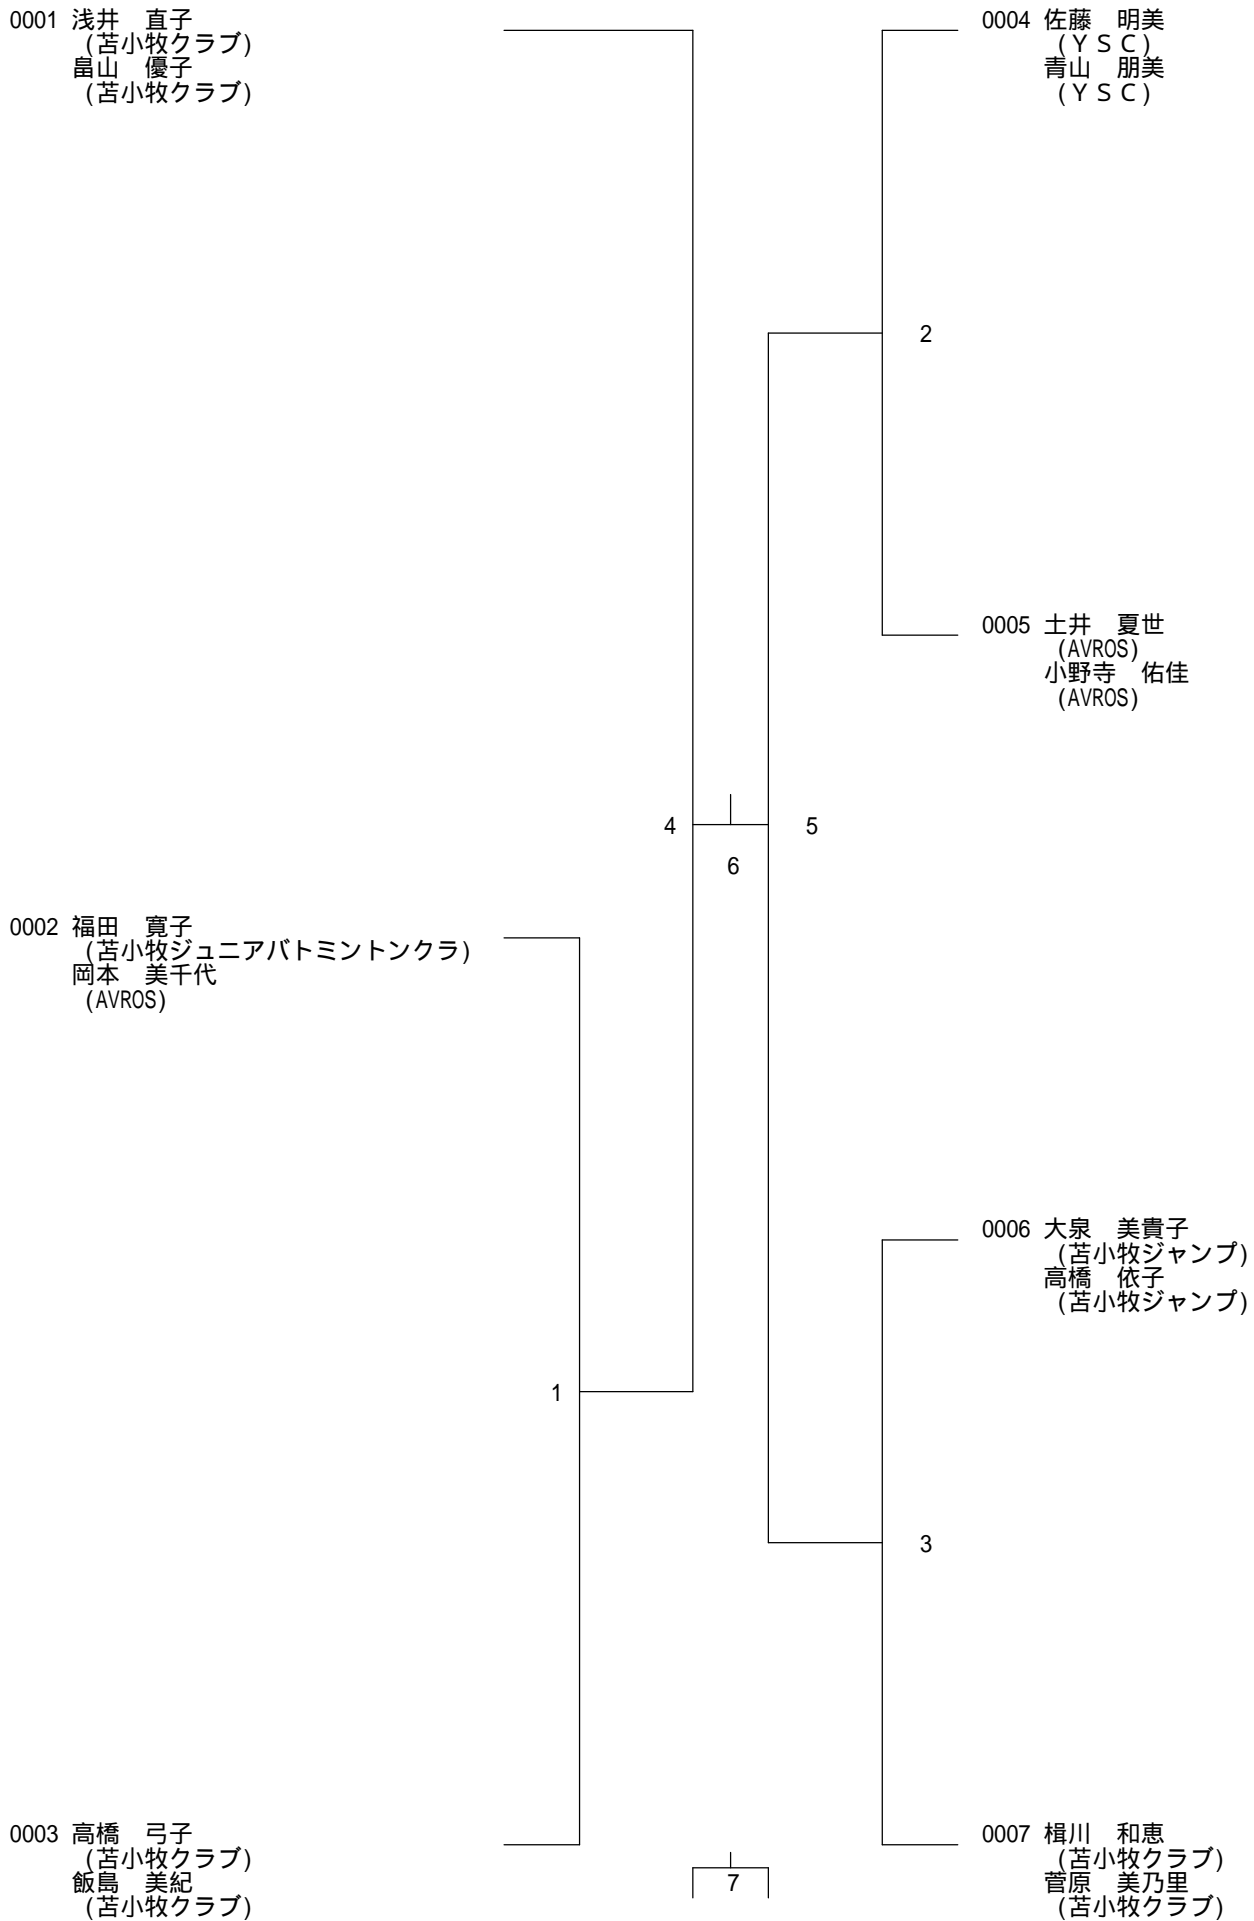 0001 浅井　直子
(苫小牧クラブ)
畠山　優子
(苫小牧クラブ)
0002 福田　寛子
(苫小牧ジュニアバトミントンクラ)
岡本　美千代
(AVROS)
0003 高橋　弓子
(苫小牧クラブ)
飯島　美紀
(苫小牧クラブ)
1
4
6
5
7
2
3
0004 佐藤　明美
(ＹＳＣ)
青山　朋美
(ＹＳＣ)
0005 土井　夏世
(AVROS)
小野寺　佑佳
(AVROS)
0006 大泉　美貴子
(苫小牧ジャンプ)
高橋　依子
(苫小牧ジャンプ)
0007 楫川　和恵
(苫小牧クラブ)
菅原　美乃里
(苫小牧クラブ)